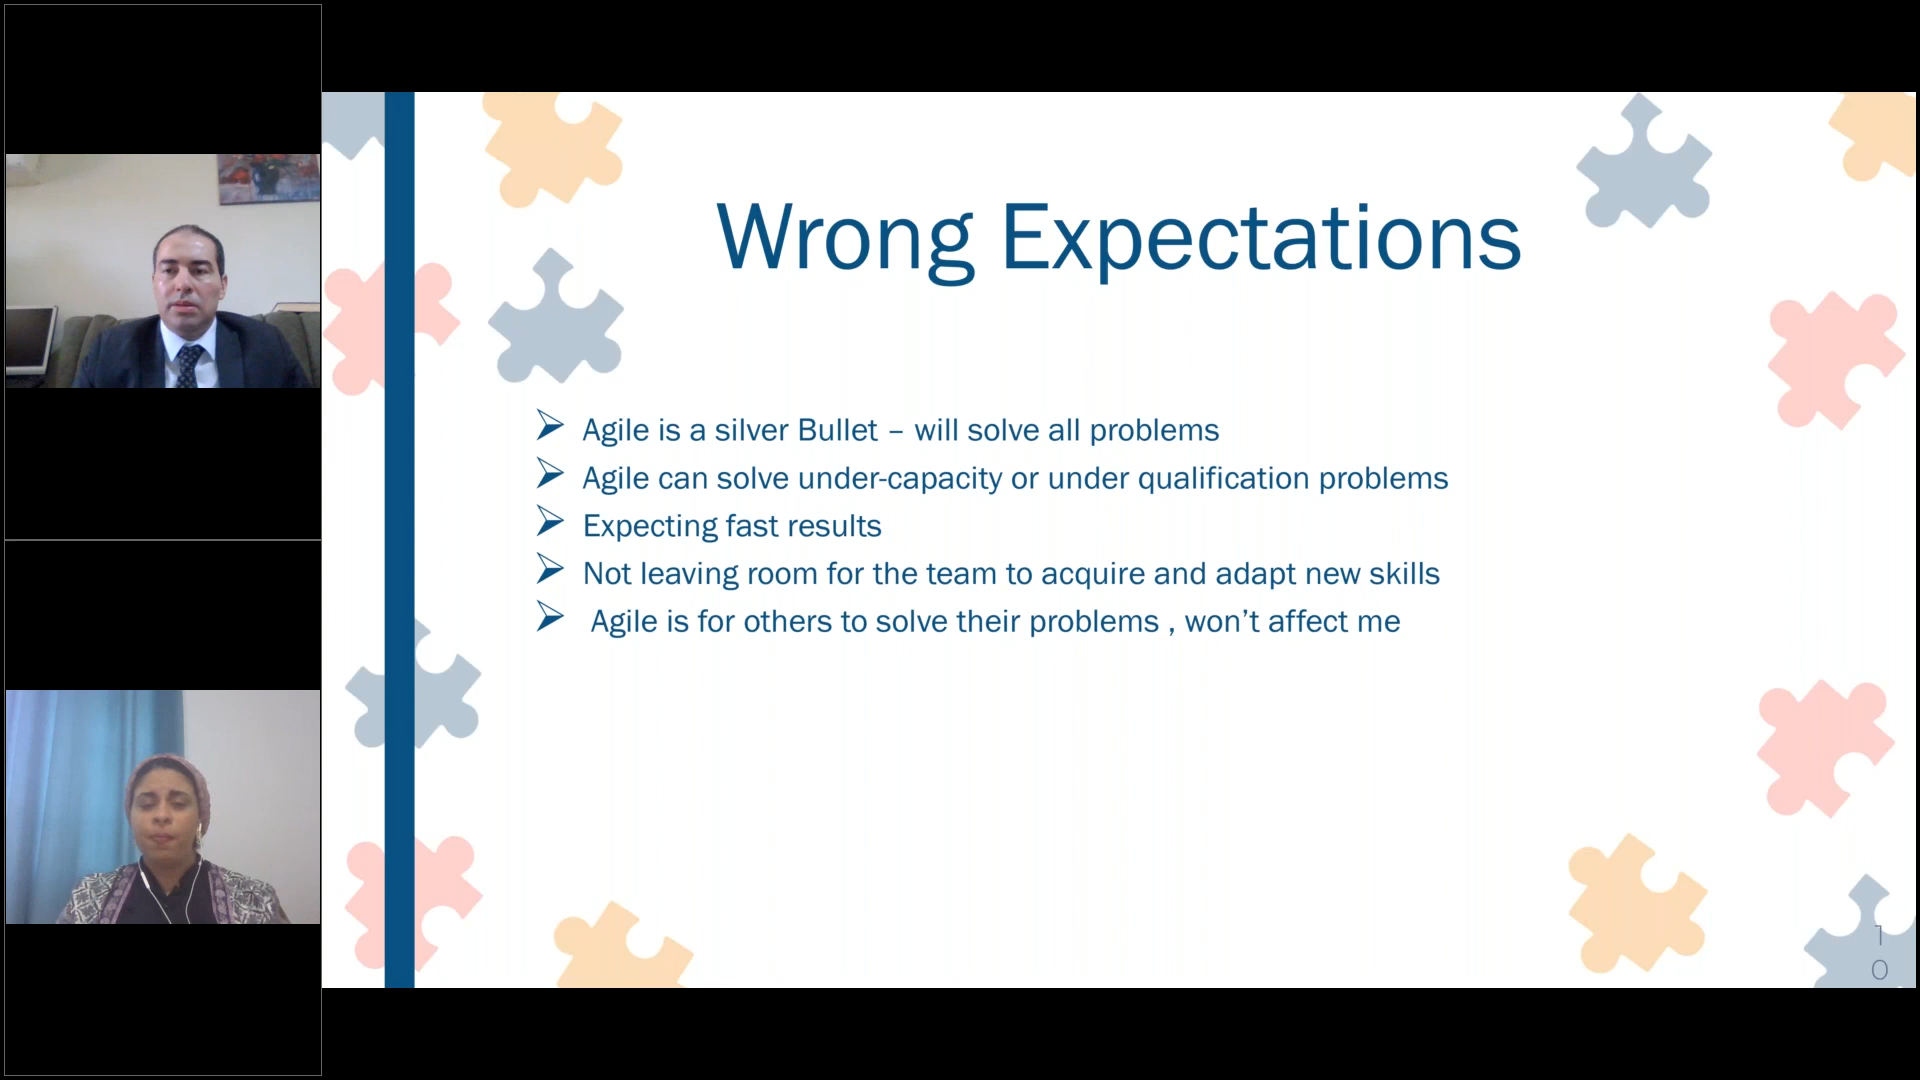 Wrong Expectations
Agile is a silver Bullet – will solve all problems
Agile can solve under-capacity or under qualification problems
Expecting fast results
Not leaving room for the team to acquire and adapt new skills
Agile is for others to solve their problems , won’t affect me
1
0